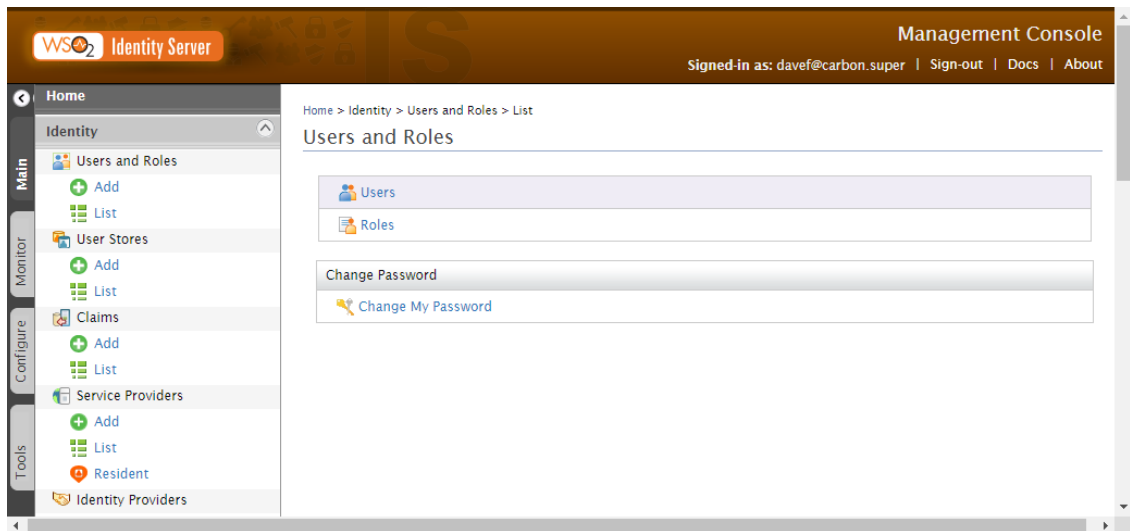 WSO2 Identity Server
Management Console
Signed-in as: davef@carbon.super | Sign-out | Docs | About
Main
Monitor
Configure
Tools
Home
Identity
Users and Roles
Add
List
User Stores
Add
List
Claims
Add
List
Service Providers
Add
List
Resident
Identity Providers
Home > Identity > Users and Roles > List
Users and Roles
Users
Roles
Change Password
Change My Password